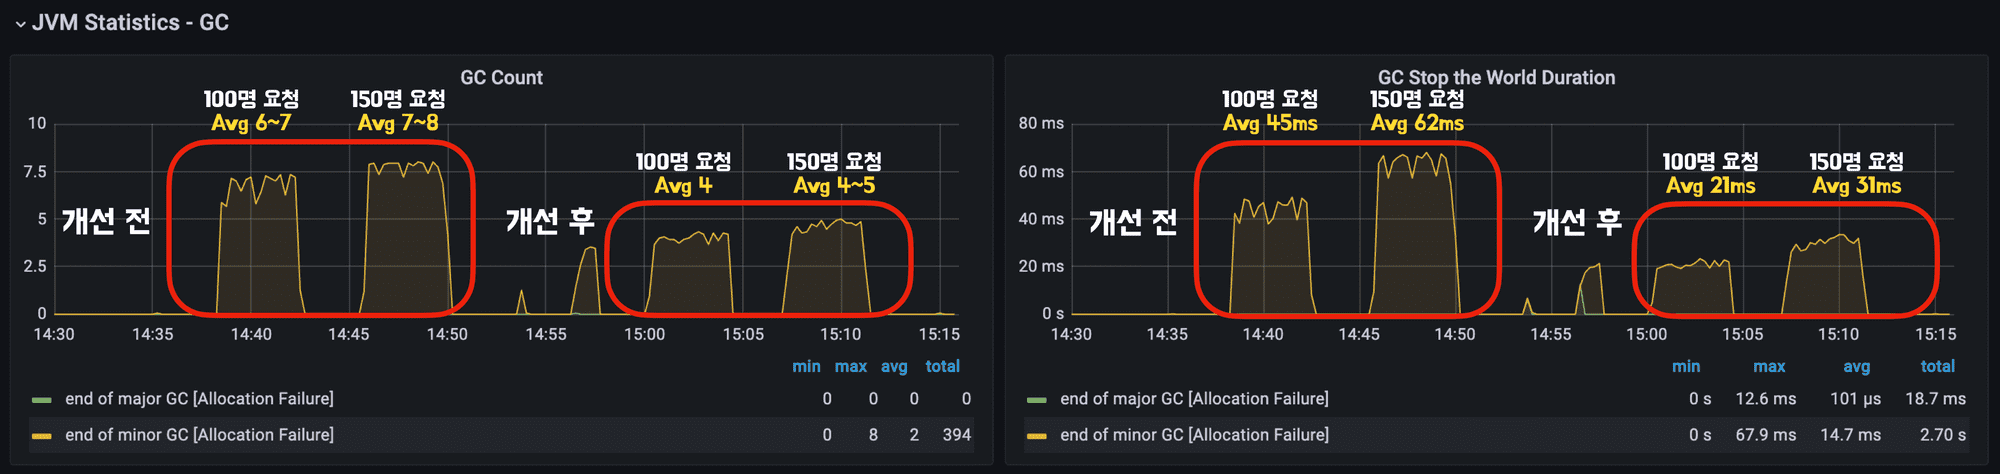 JVM Statistics - GC
GC Count
100명 요청
Avg 6~7
150명 요청
Avg 7~8
100명 요청
Avg 4
150명 요청
Avg 4~5
개선 전
개선 후
10
7.5
5
2.5
0
14:30 14:35 14:40 14:45 14:50 14:55 15:00 15:05 15:10 15:15
min max avg total
end of major GC [Allocation Failure] 0 0 0 0
end of minor GC [Allocation Failure] 0 8 2 394
GC Stop the World Duration
100명 요청
Avg 45ms
150명 요청
Avg 62ms
100명 요청
Avg 21ms
150명 요청
Avg 31ms
개선 전
개선 후
80 ms
60 ms
40 ms
20 ms
0 s
14:30 14:35 14:40 14:45 14:50 14:55 15:00 15:05 15:10 15:15
min max avg total
end of major GC [Allocation Failure] 0 s 12.6 ms 101 µs 18.7 ms
end of minor GC [Allocation Failure] 0 s 67.9 ms 14.7 ms 2.70 s